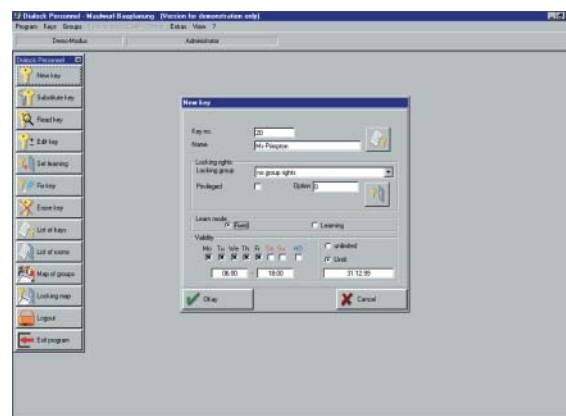 Dialock Personnel - Maulwurf Bauplanung (Version for demonstration only)
Program Keys Groups Extras View ?
Demo-Modus Administrator
Dialock Personnel
New key
Substitute key
Read key
Edit key
Set learning
Fix key
Erase key
List of keys
List of rooms
Map of groups
Locking map
Logout
Exit program
New key
Key no. 20
Name Ms Pimpton
Locking rights
Locking group no group rights
Privileged Option 0
Learn mode
Fixed Learning
Validity
Mo Tu We Th Fr Sa Su HO
unlimited
Until
06:00 - 18:00 31.12.99
Okay Cancel